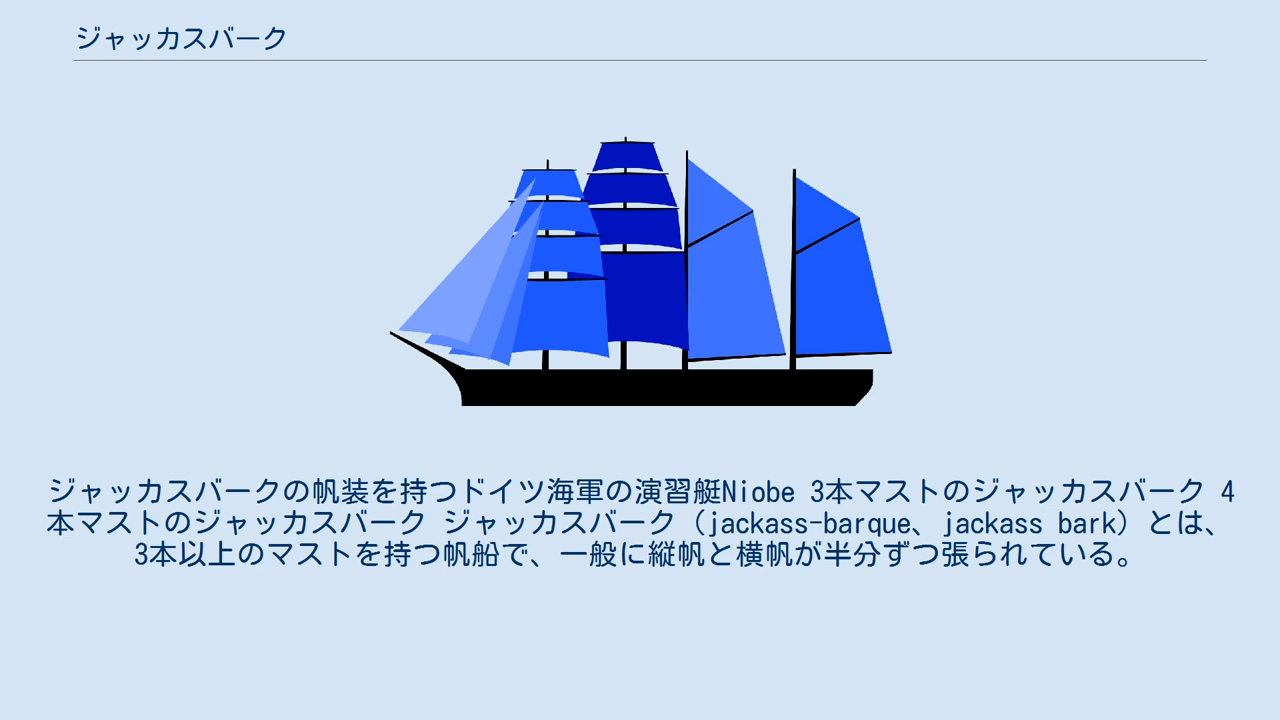 ジャッカスバーク
ジャッカスバークの帆装を持つドイツ海軍の演習艇Niobe 3本マストのジャッカスバーク 4
本マストのジャッカスバーク ジャッカスバーク（jackass-barque、jackass bark）とは、
3本以上のマストを持つ帆船で、一般に縦帆と横帆が半分ずつ張られている。